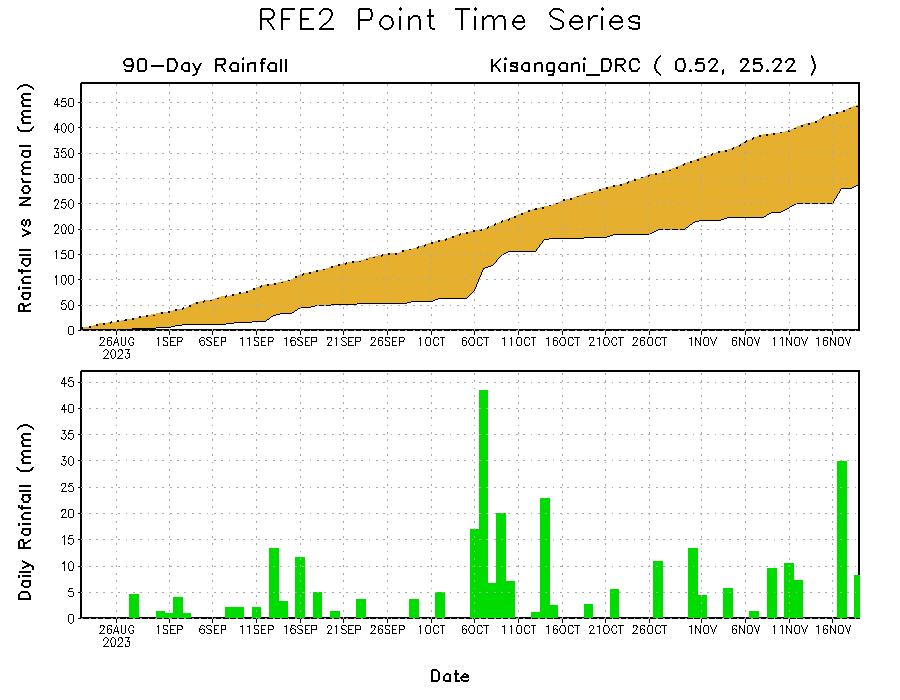 RFE2 Point Time Series
90-Day Rainfall
Kisangani_DRC ( 0.52, 25.22 )
Rainfall vs Normal (mm)
450
400
350
300
250
200
150
100
50
0
26AUG 1SEP 6SEP 11SEP 16SEP 21SEP 26SEP 1OCT 6OCT 11OCT 16OCT 21OCT 26OCT 1NOV 6NOV 11NOV 16NOV
2023
Daily Rainfall (mm)
45
40
35
30
25
20
15
10
5
0
26AUG 1SEP 6SEP 11SEP 16SEP 21SEP 26SEP 1OCT 6OCT 11OCT 16OCT 21OCT 26OCT 1NOV 6NOV 11NOV 16NOV
2023
Date